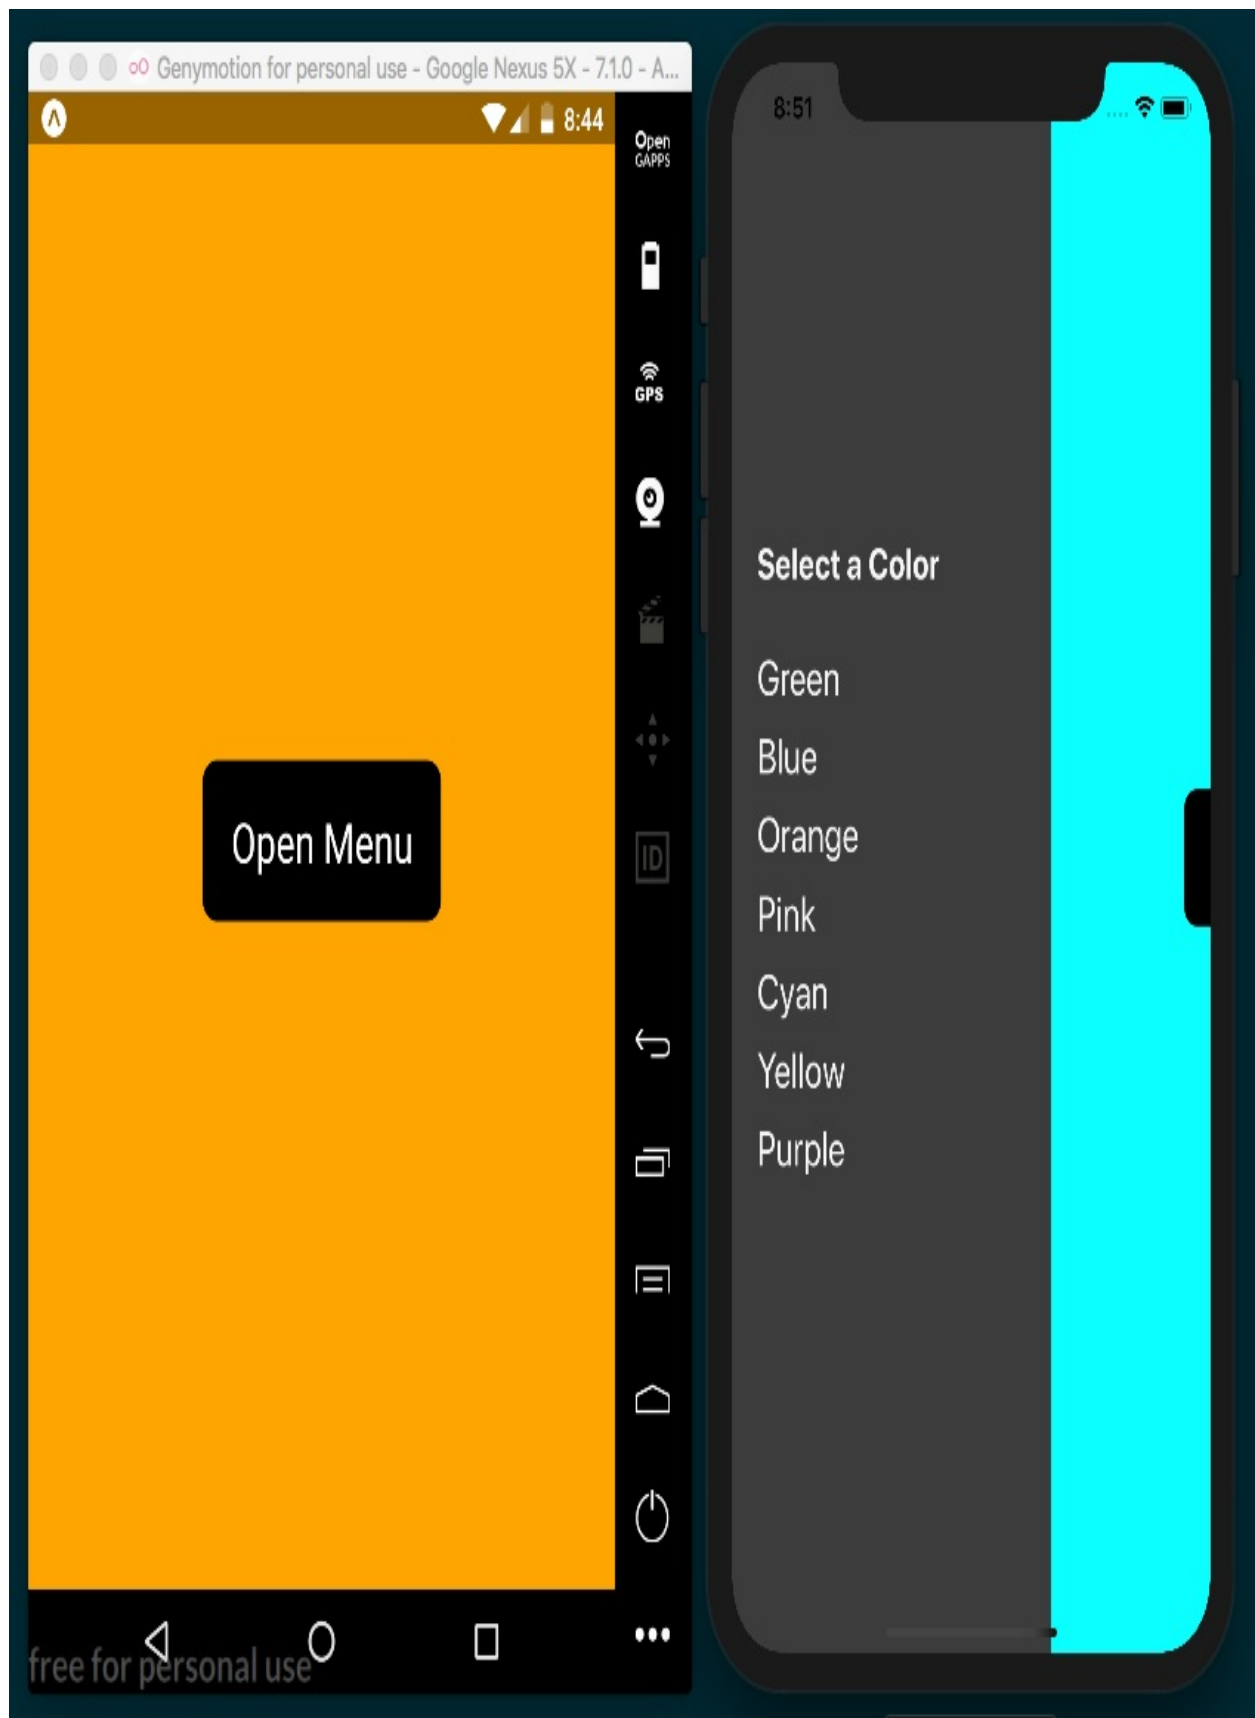 Genymotion for personal use - Google Nexus 5X - 7.1.0 - A...
8:44
Open
GAPPS
GPS
ID
Open Menu
free for personal use
8:51
Select a Color
Green
Blue
Orange
Pink
Cyan
Yellow
Purple